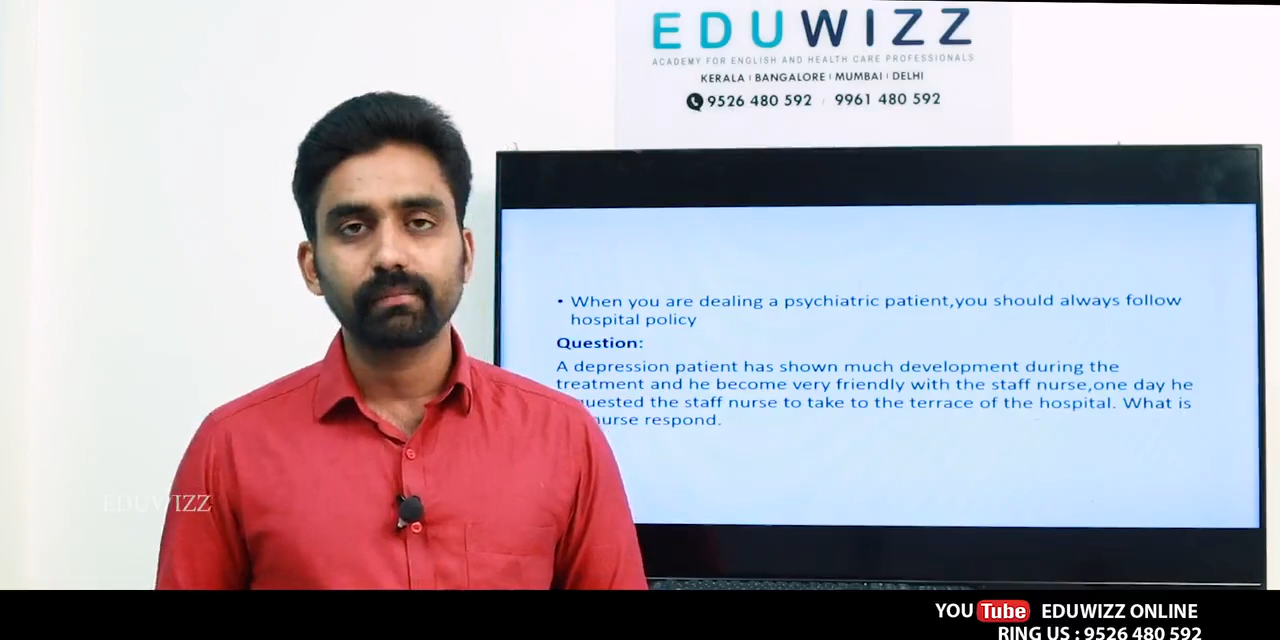 EDUWIZZ
ACADEMY FOR ENGLISH AND HEALTH CARE PROFESSIONALS
KERALA | BANGALORE | MUMBAI | DELHI
9526 480 592 / 9961 480 592
• When you are dealing a psychiatric patient,you should always follow
hospital policy
Question:
A depression patient has shown much development during the
treatment and he become very friendly with the staff nurse,one day he
quested the staff nurse to take to the terrace of the hospital. What is
nurse respond.
EDUWIZZ
YOU Tube EDUWIZZ ONLINE
RING US : 9526 480 592